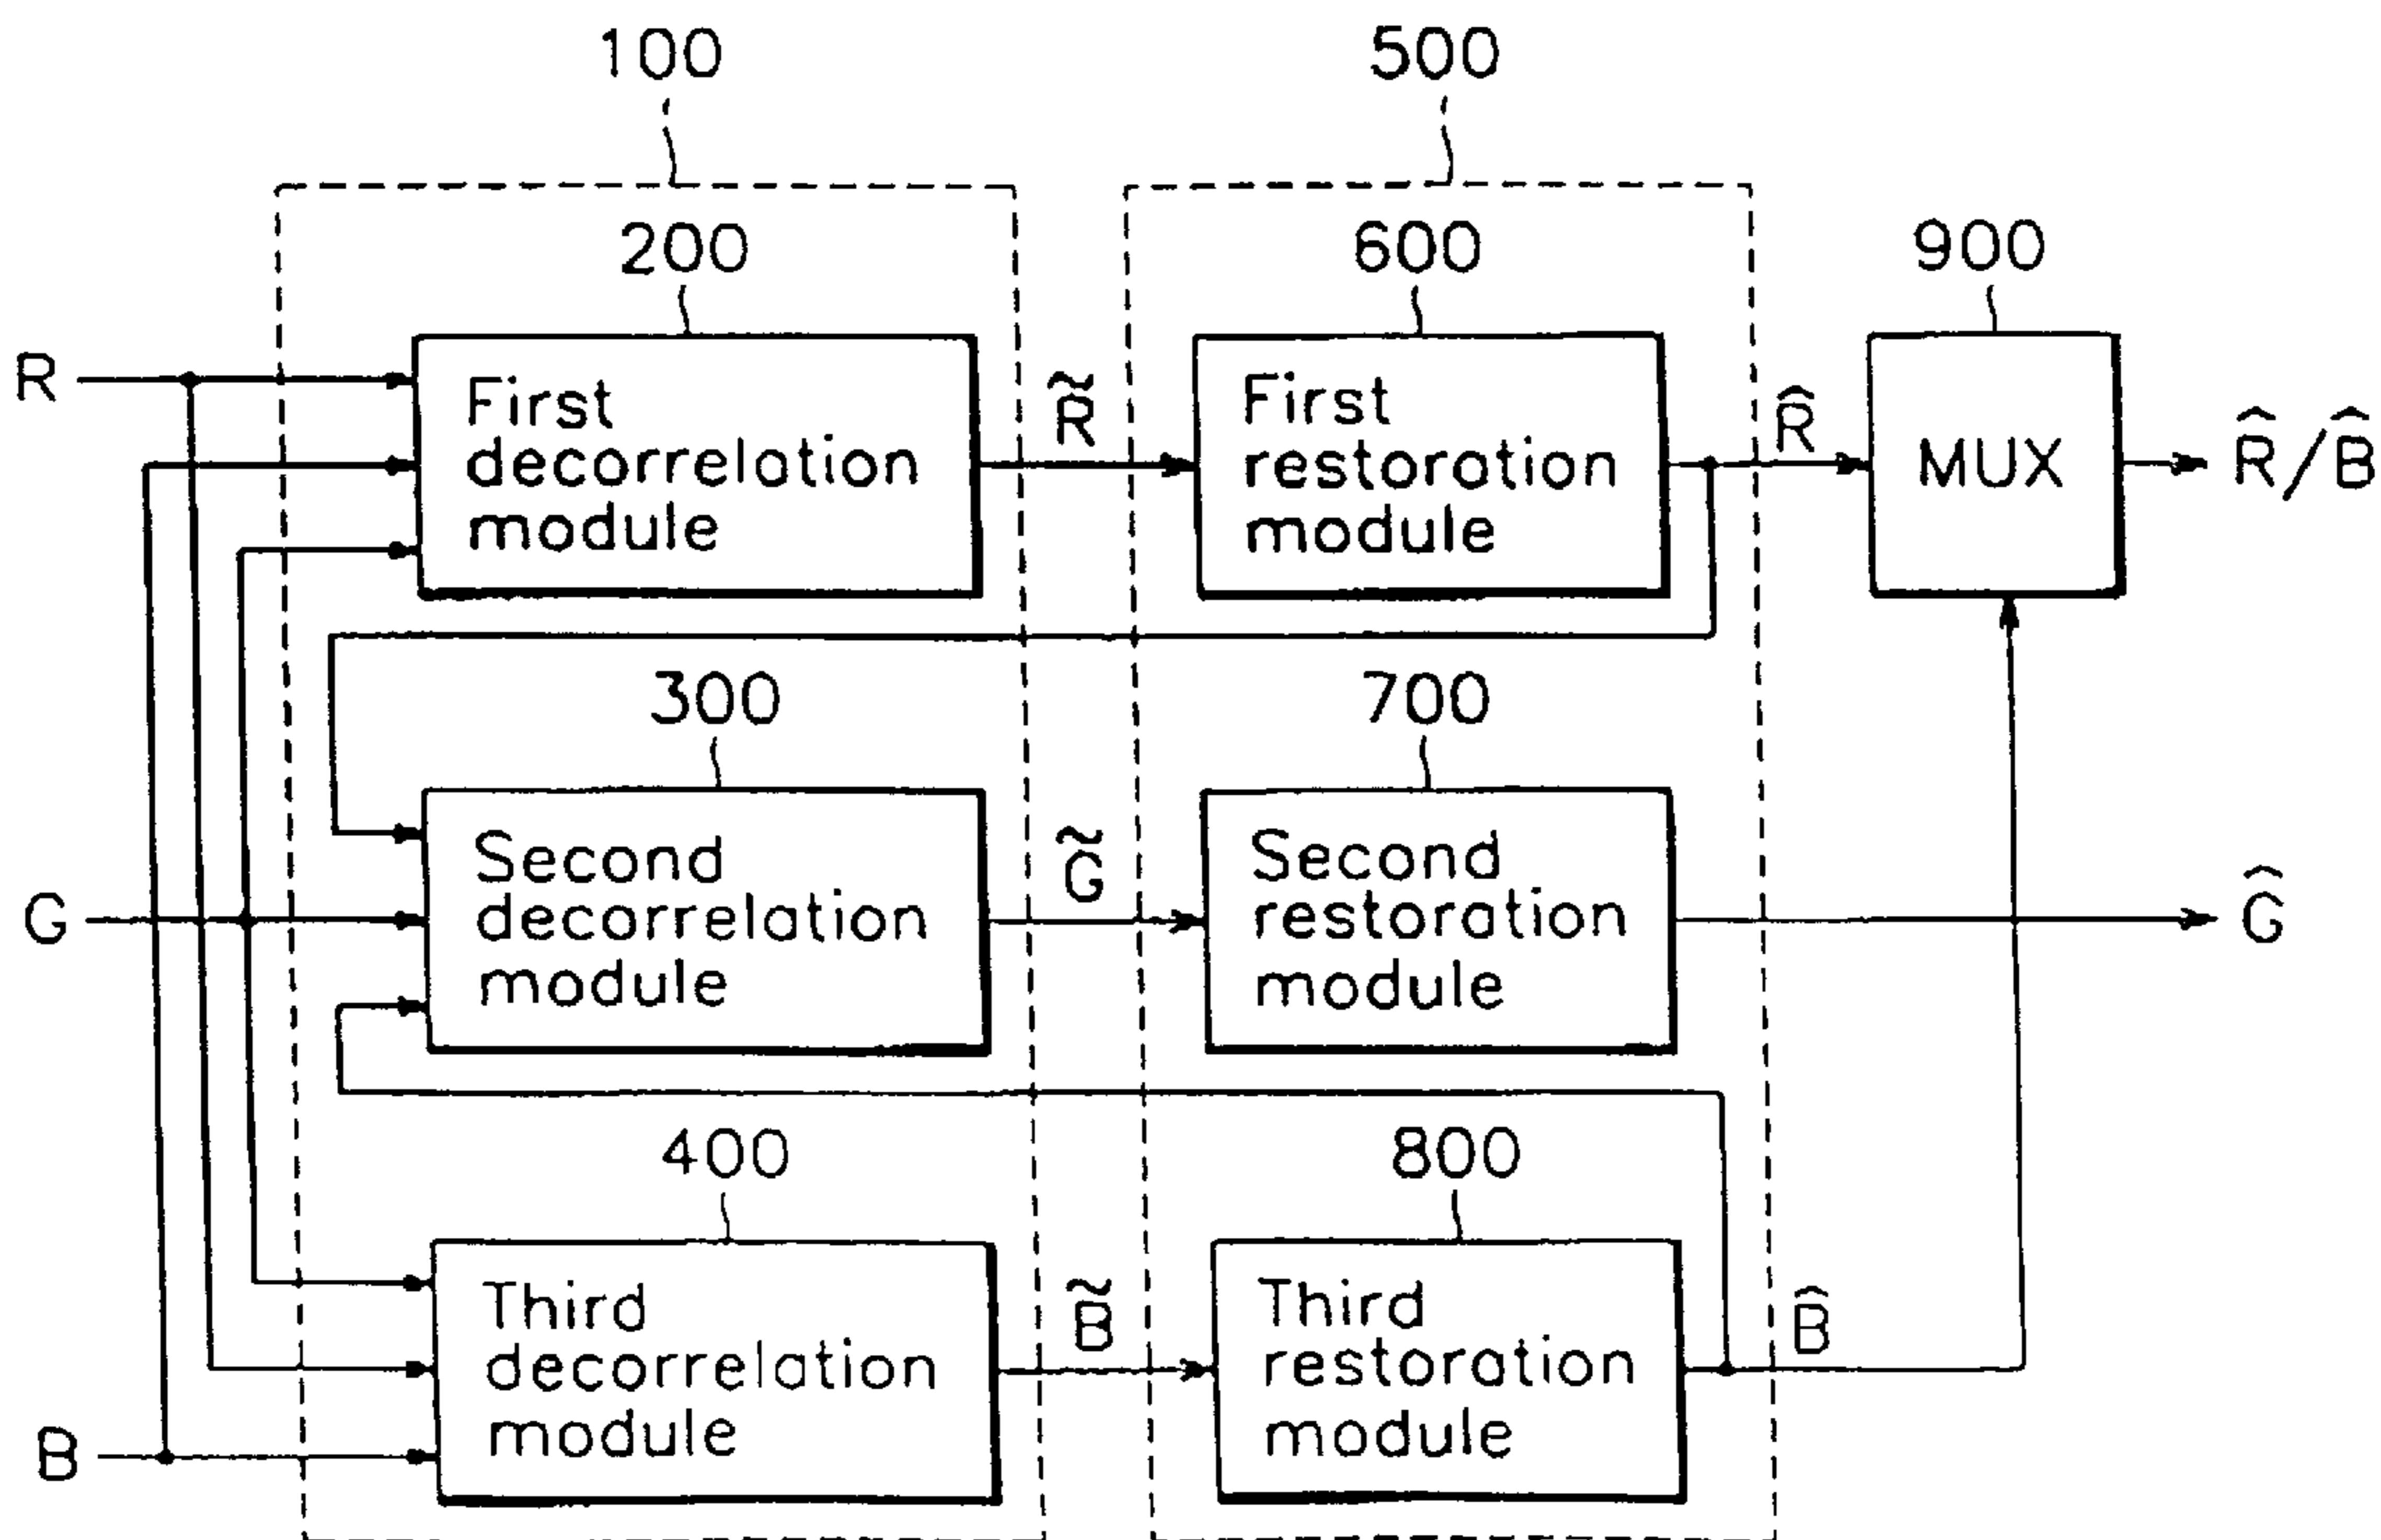 100 500
200 600 900
R First decorrelation module R̃ First restoration module R̂ MUX R̂/B̂
300 700
G Second decorrelation module G̃ Second restoration module Ĝ
400 800
B Third decorrelation module B̃ Third restoration module B̂